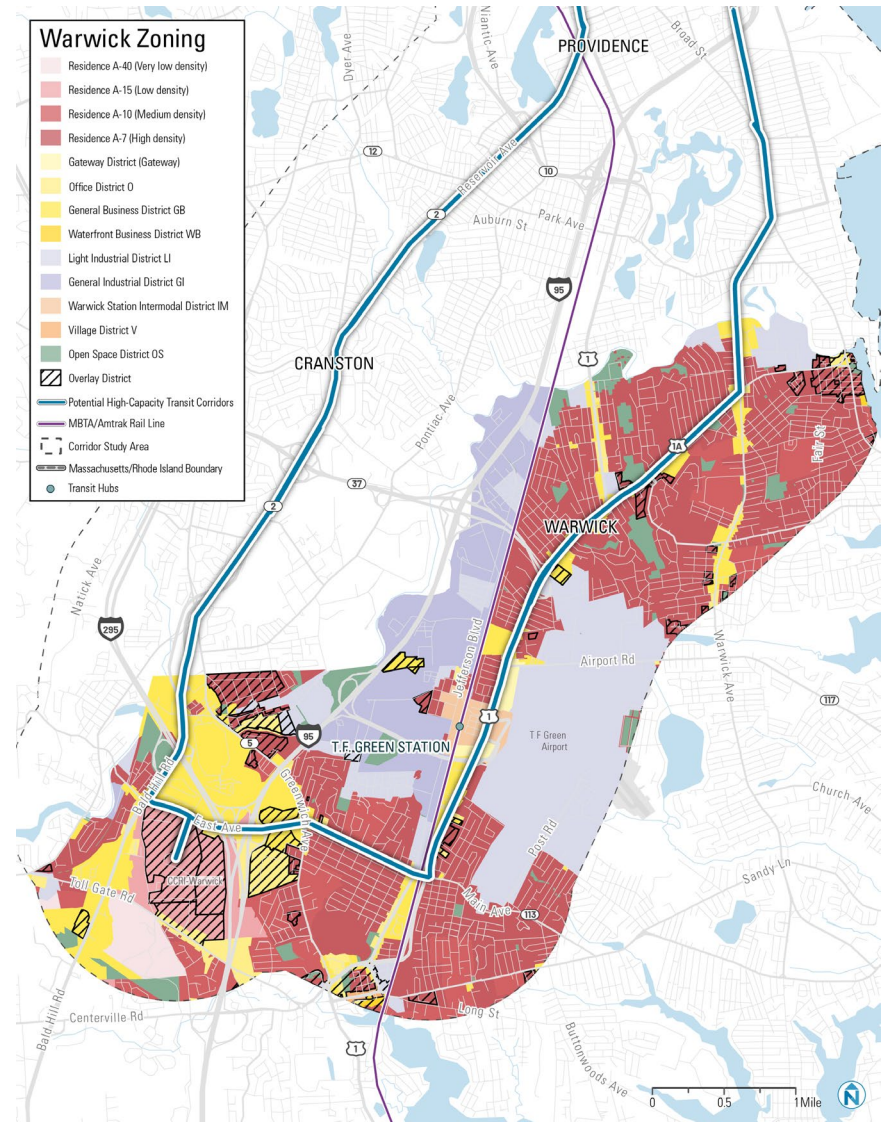 Warwick Zoning
Residence A-40 (Very low density)
Residence A-15 (Low density)
Residence A-10 (Medium density)
Residence A-7 (High density)
Gateway District (Gateway)
Office District O
General Business District GB
Waterfront Business District WB
Light Industrial District LI
General Industrial District GI
Warwick Station Intermodal District IM
Village District V
Open Space District OS
Overlay District
Potential High-Capacity Transit Corridors
MBTA/Amtrak Rail Line
Corridor Study Area
Massachusetts/Rhode Island Boundary
Transit Hubs
Dyer Ave
Niantic Ave
PROVIDENCE
Broad St
12
10
Reservoir Ave
2
Auburn St
Park Ave
95
1
CRANSTON
Pontiac Ave
1A
Fair St
37
2
WARWICK
Natick Ave
295
Jefferson Blvd
Airport Rd
Warwick Ave
117
1
T F Green
Airport
5
95
T.F. GREEN STATION
Bald Hill Rd
Greenwich Ave
East Ave
Church Ave
Post Rd
CCRI-Warwick
Toll Gate Rd
Sandy Ln
Main Ave
113
Bald Hill Rd
Centerville Rd
Long St
1
Buttonwoods Ave
0
0.5
1 Mile
N